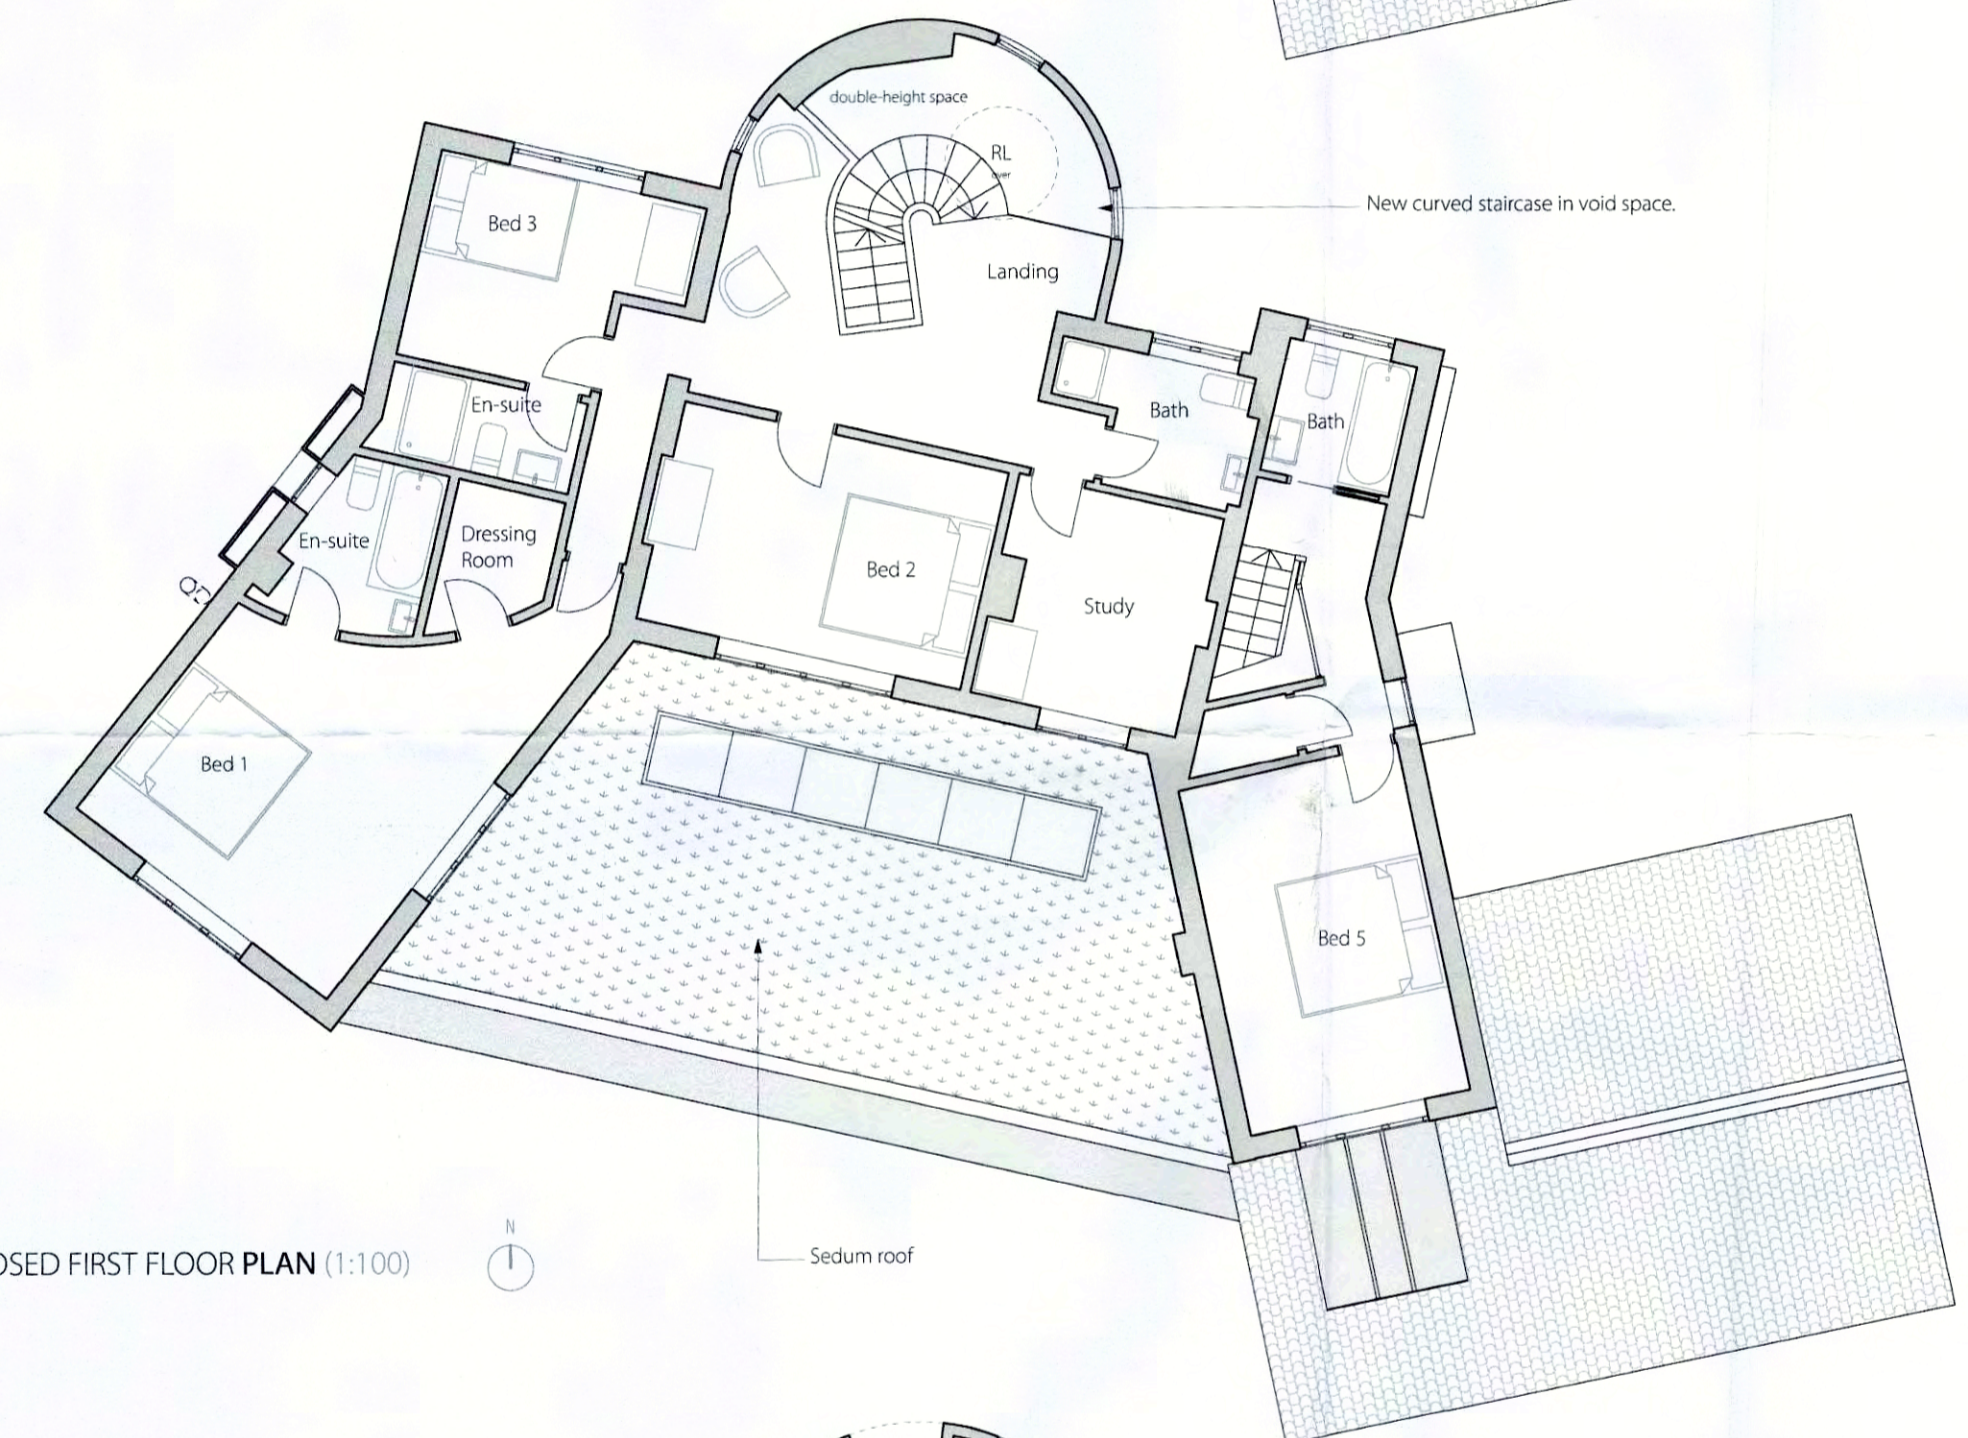 double-height space
RL
over
New curved staircase in void space.
Bed 3
Landing
En-suite
Bath
Bath
En-suite
Dressing
Room
Bed 2
Study
Bed 1
Bed 5
OSED FIRST FLOOR PLAN (1:100)
N
Sedum roof